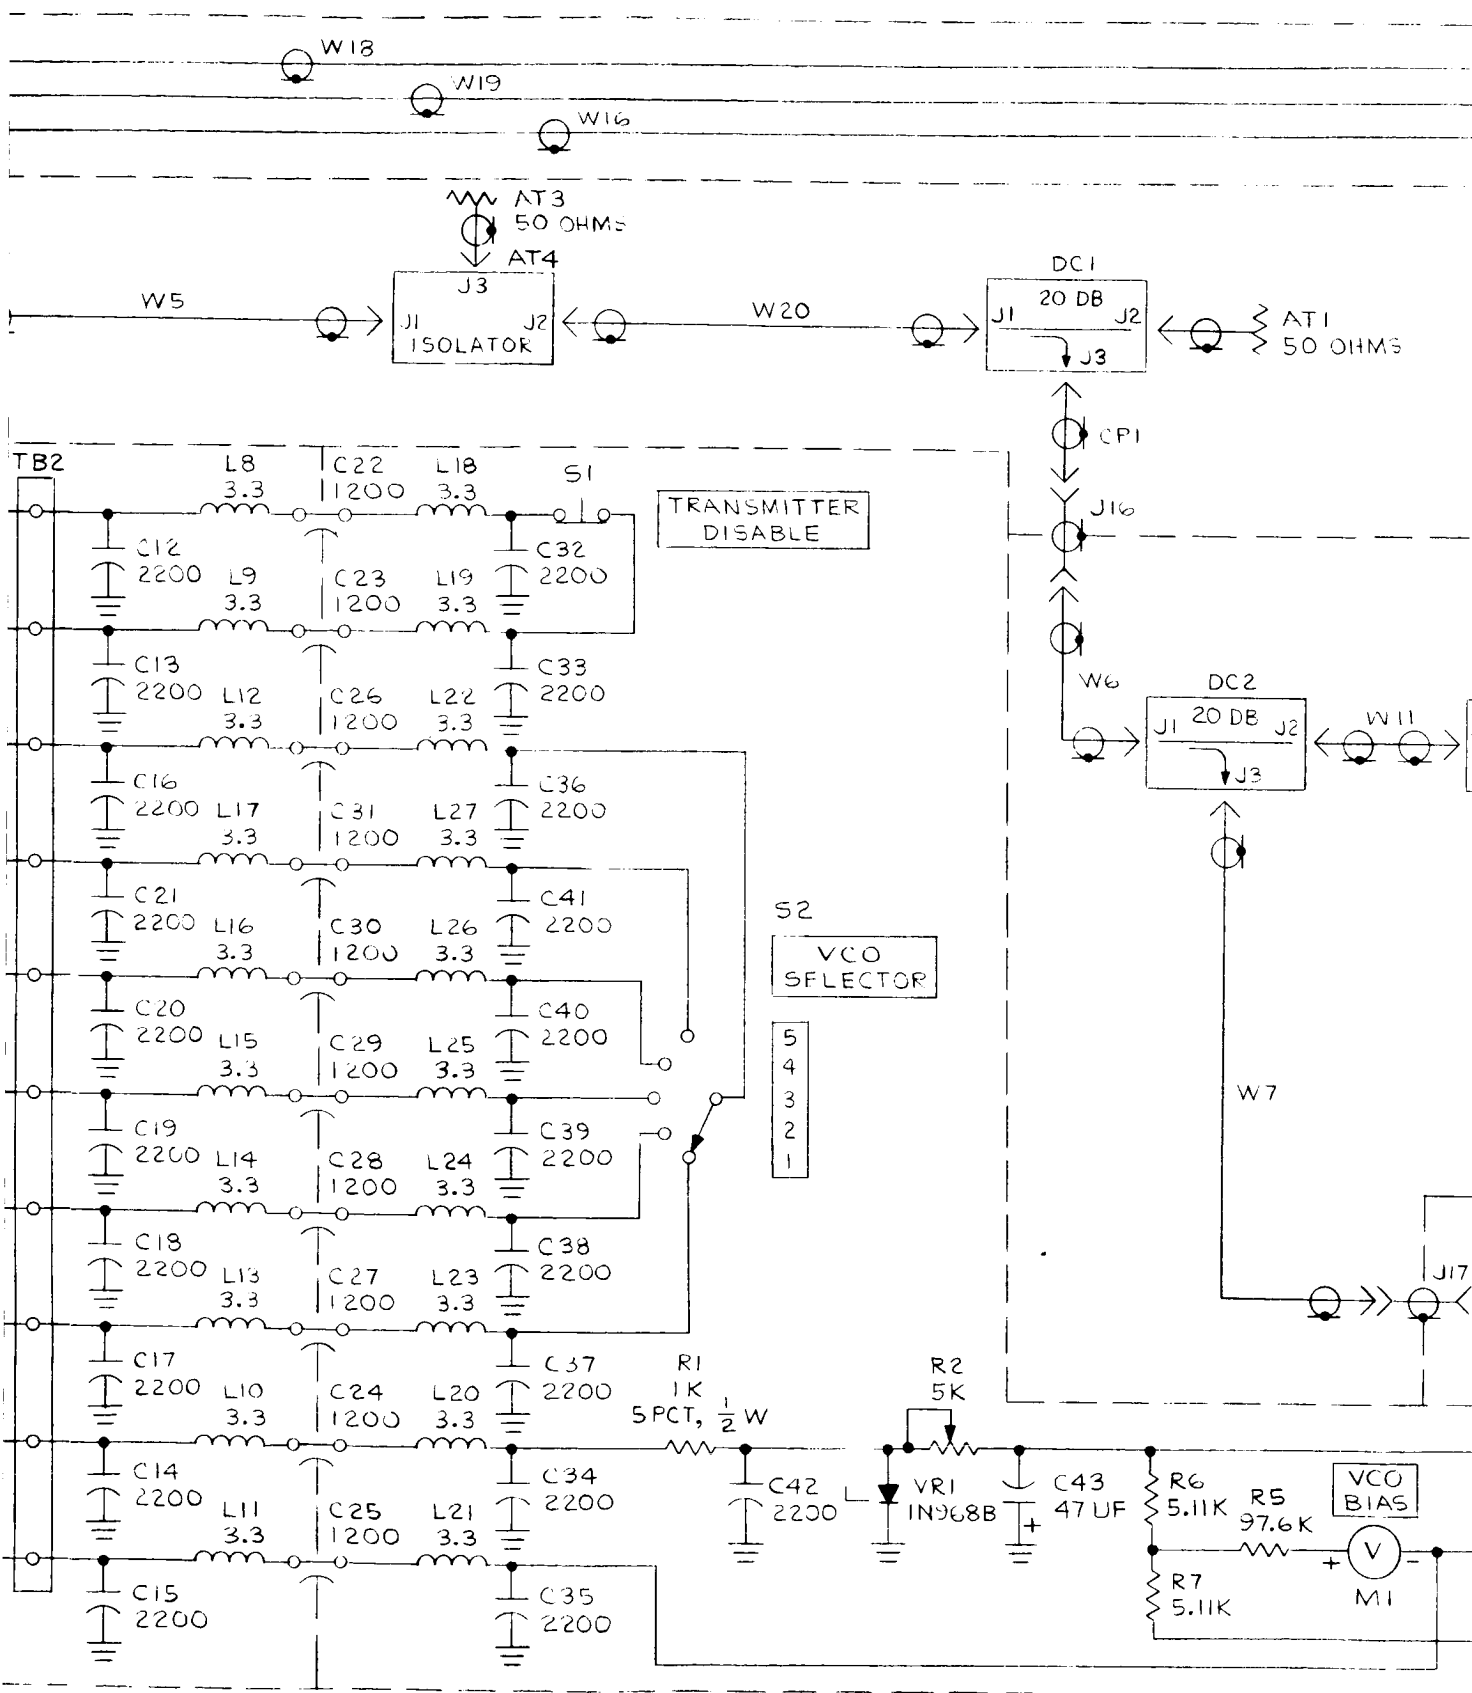 W18
W19
W16
AT3
50 OHMS
AT4
J3
J1 J2
ISOLATOR
W5
W20
DC1
20 DB
J1 J2
J3
AT1
50 OHMS
CP1
J16
TB2
L8
3.3
C22
1200
L18
3.3
S1
TRANSMITTER
DISABLE
C12
2200
L9
3.3
C23
1200
L19
3.3
C32
2200
C13
2200
L12
3.3
C26
1200
L22
3.3
C33
2200
W6
DC2
20 DB
J1 J2
J3
W11
C16
2200
L17
3.3
C31
1200
L27
3.3
C36
2200
C21
2200
L16
3.3
C30
1200
L26
3.3
C41
2200
S2
VCO
SELECTOR
C20
2200
L15
3.3
C29
1200
L25
3.3
C40
2200
5
4
3
2
1
W7
C19
2200
L14
3.3
C28
1200
L24
3.3
C39
2200
C18
2200
L13
3.3
C27
1200
L23
3.3
C38
2200
J17
C17
2200
L10
3.3
C24
1200
L20
3.3
C37
2200
R1
1K
5 PCT, 1/2 W
R2
5K
C14
2200
L11
3.3
C25
1200
L21
3.3
C34
2200
C42
2200
VR1
1N968B
C43
47 UF
+
R6
5.11K
R5
97.6K
VCO
BIAS
+ V -
M1
R7
5.11K
C15
2200
C35
2200